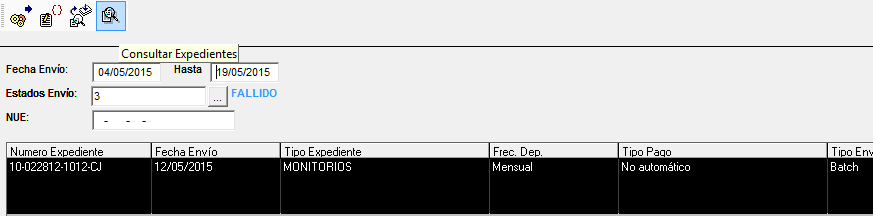 Consultar Expedientes
Fecha Envío: 04/05/2015 Hasta 19/05/2015
Estados Envío: 3 ... FALLIDO
NUE: - - -
Numero Expediente Fecha Envío Tipo Expediente Frec. Dep. Tipo Pago Tipo Env
10-022812-1012-CJ 12/05/2015 MONITORIOS Mensual No automático Batch